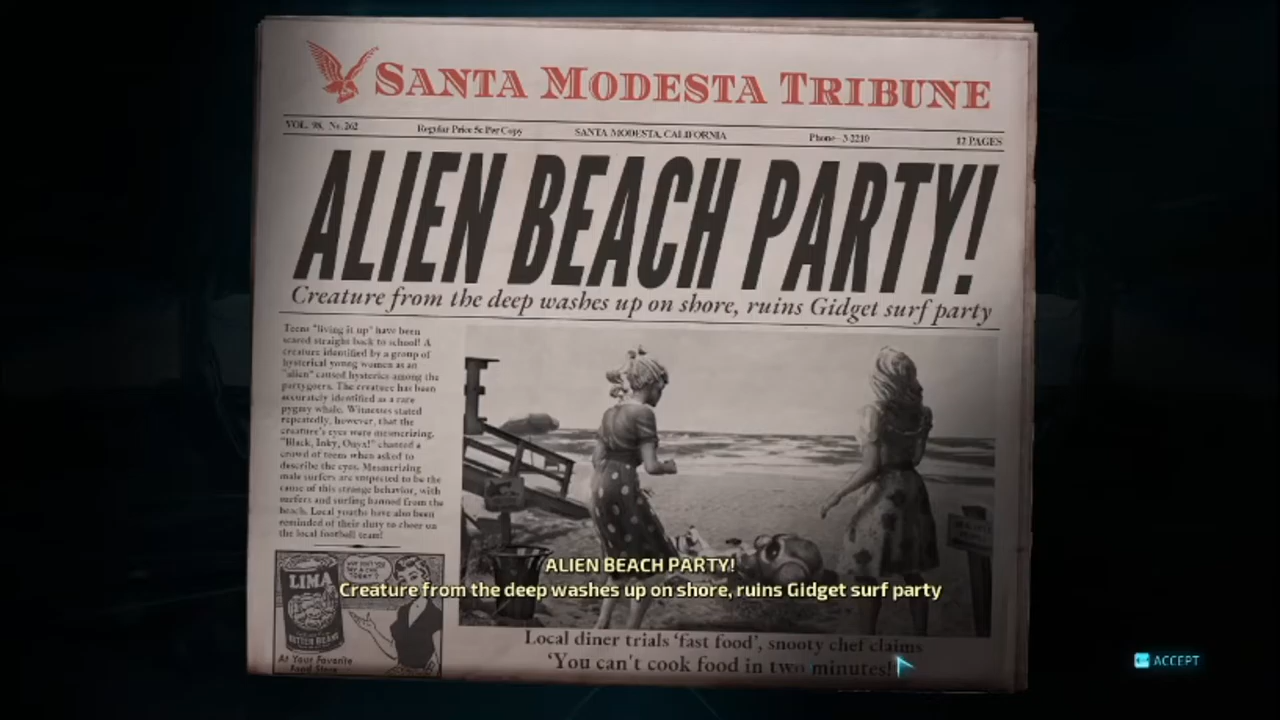 SANTA MODESTA TRIBUNE
VOL. 98, No. 262 Regular Price 5c Per Copy SANTA MODESTA, CALIFORNIA Phone—3-2210 12 PAGES
ALIEN BEACH PARTY!
Creature from the deep washes up on shore, ruins Gidget surf party
Teens "living it up" have been
scared straight back to school! A
creature identified by a group of
hysterical young women as an
"alien" caused hysterics among the
partygoers. The creature has been
accurately identified as a rare
pygmy whale. Witnesses stated
repeatedly, however, that the
creature's eyes were mesmerizing.
"Black, Inky, Onyx!" chanted a
crowd of teens when asked to
describe the eyes. Mesmerizing
male surfers are suspected to be the
cause of this strange behavior, with
surfers and surfing banned from the
beach. Local youths have also been
reminded of their duty to cheer on
the local football team!
LIMA
BUTTER BEANS
At Your Favorite
Food Store
ALIEN BEACH PARTY!
Creature from the deep washes up on shore, ruins Gidget surf party
Local diner trials 'fast food', snooty chef claims
'You can't cook food in two minutes!'
ACCEPT